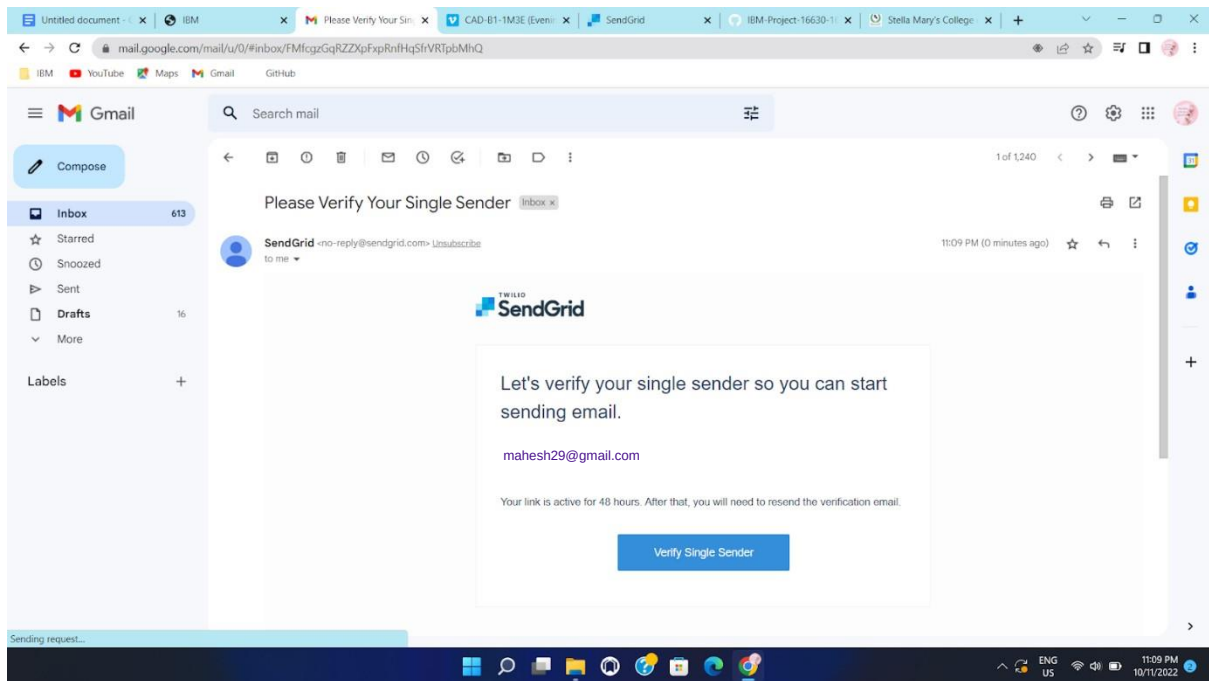 Untitled document - G
IBM
Please Verify Your Sin
CAD-B1-1M3E (Evenin
SendGrid
IBM-Project-16630-1
Stella Mary's College
mail.google.com/mail/u/0/#inbox/FMfcgzGqRZZXpFxpRnfHqSfrVRTpbMhQ
IBM
YouTube
Maps
Gmail
GitHub
Gmail
Search mail
Compose
1 of 1,240
Inbox 613
Starred
Snoozed
Sent
Drafts 16
More
Labels
Please Verify Your Single Sender Inbox x
SendGrid <no-reply@sendgrid.com> Unsubscribe
11:09 PM (0 minutes ago)
to me
TWILIO
SendGrid
Let's verify your single sender so you can start
sending email.
mahesh29@gmail.com
Your link is active for 48 hours. After that, you will need to resend the verification email.
Verify Single Sender
Sending request...
ENG
US
11:09 PM
10/11/2022
2